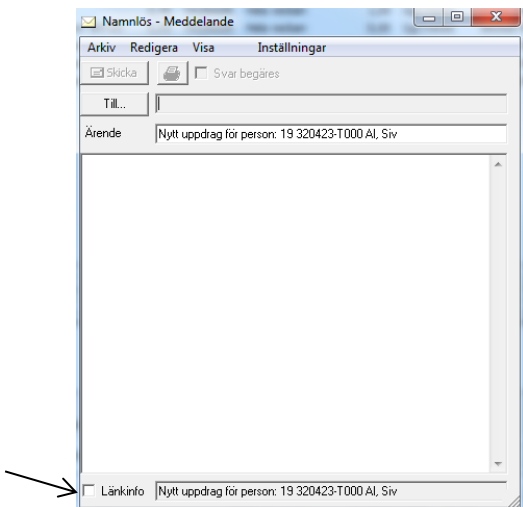 Namnlös - Meddelande
Arkiv Redigera Visa Inställningar
Skicka Svar begäres
Till...
Ärende Nytt uppdrag för person: 19 320423-T000 Al, Siv
Länkinfo Nytt uppdrag för person: 19 320423-T000 Al, Siv